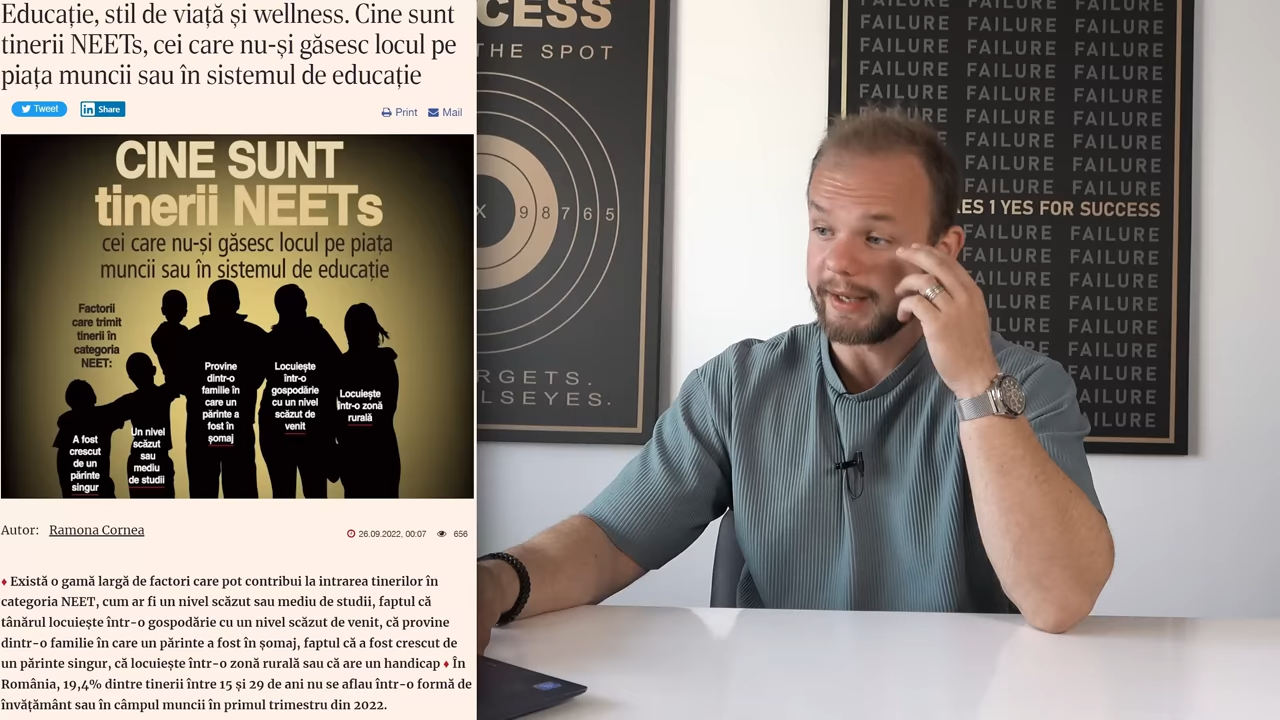 Educație, stil de viață și wellness. Cine sunt
tinerii NEETs, cei care nu-și găsesc locul pe
piața muncii sau în sistemul de educație
Tweet
in Share
Print
Mail
CINE SUNT
tinerii NEETs
cei care nu-și găsesc locul pe piața
muncii sau în sistemul de educație
Factorii
care trimit
tinerii în
categoria
NEET:
A fost
crescut
de un
părinte
singur
Un nivel
scăzut
sau
mediu
de studii
Provine
dintr-o
familie în
care un
părinte a
fost în
șomaj
Locuiește
într-o
gospodărie
cu un nivel
scăzut de
venit
Locuiește
într-o zonă
rurală
Autor: Ramona Cornea
26.09.2022, 00:07
656
♦ Există o gamă largă de factori care pot contribui la intrarea tinerilor în
categoria NEET, cum ar fi un nivel scăzut sau mediu de studii, faptul că
tânărul locuiește într-o gospodărie cu un nivel scăzut de venit, că provine
dintr-o familie în care un părinte a fost în șomaj, faptul că a fost crescut de
un părinte singur, că locuiește într-o zonă rurală sau că are un handicap ♦ În
România, 19,4% dintre tinerii între 15 și 29 de ani nu se aflau într-o formă de
învățământ sau în câmpul muncii în primul trimestru din 2022.
CESS
THE SPOT
X 9 8 7 6 5
RGETS.
LSEYES.
FAILURE FAILURE FAILURE
FAILURE FAILURE FAILURE
FAILURE FAILURE FAILURE
FAILURE FAILURE FAILURE
FAILURE FAILURE FAILURE
FAILURE FAILURE
FAILURE FAILURE
FAILURE FAILURE
FAILURE FAILURE
1 YES FOR SUCCESS
FAILURE FAILURE
FAILURE FAILURE
FAILURE FAILURE
FAILURE FAILURE
FAILURE FAILURE
FAILURE
FAILURE
FAILURE